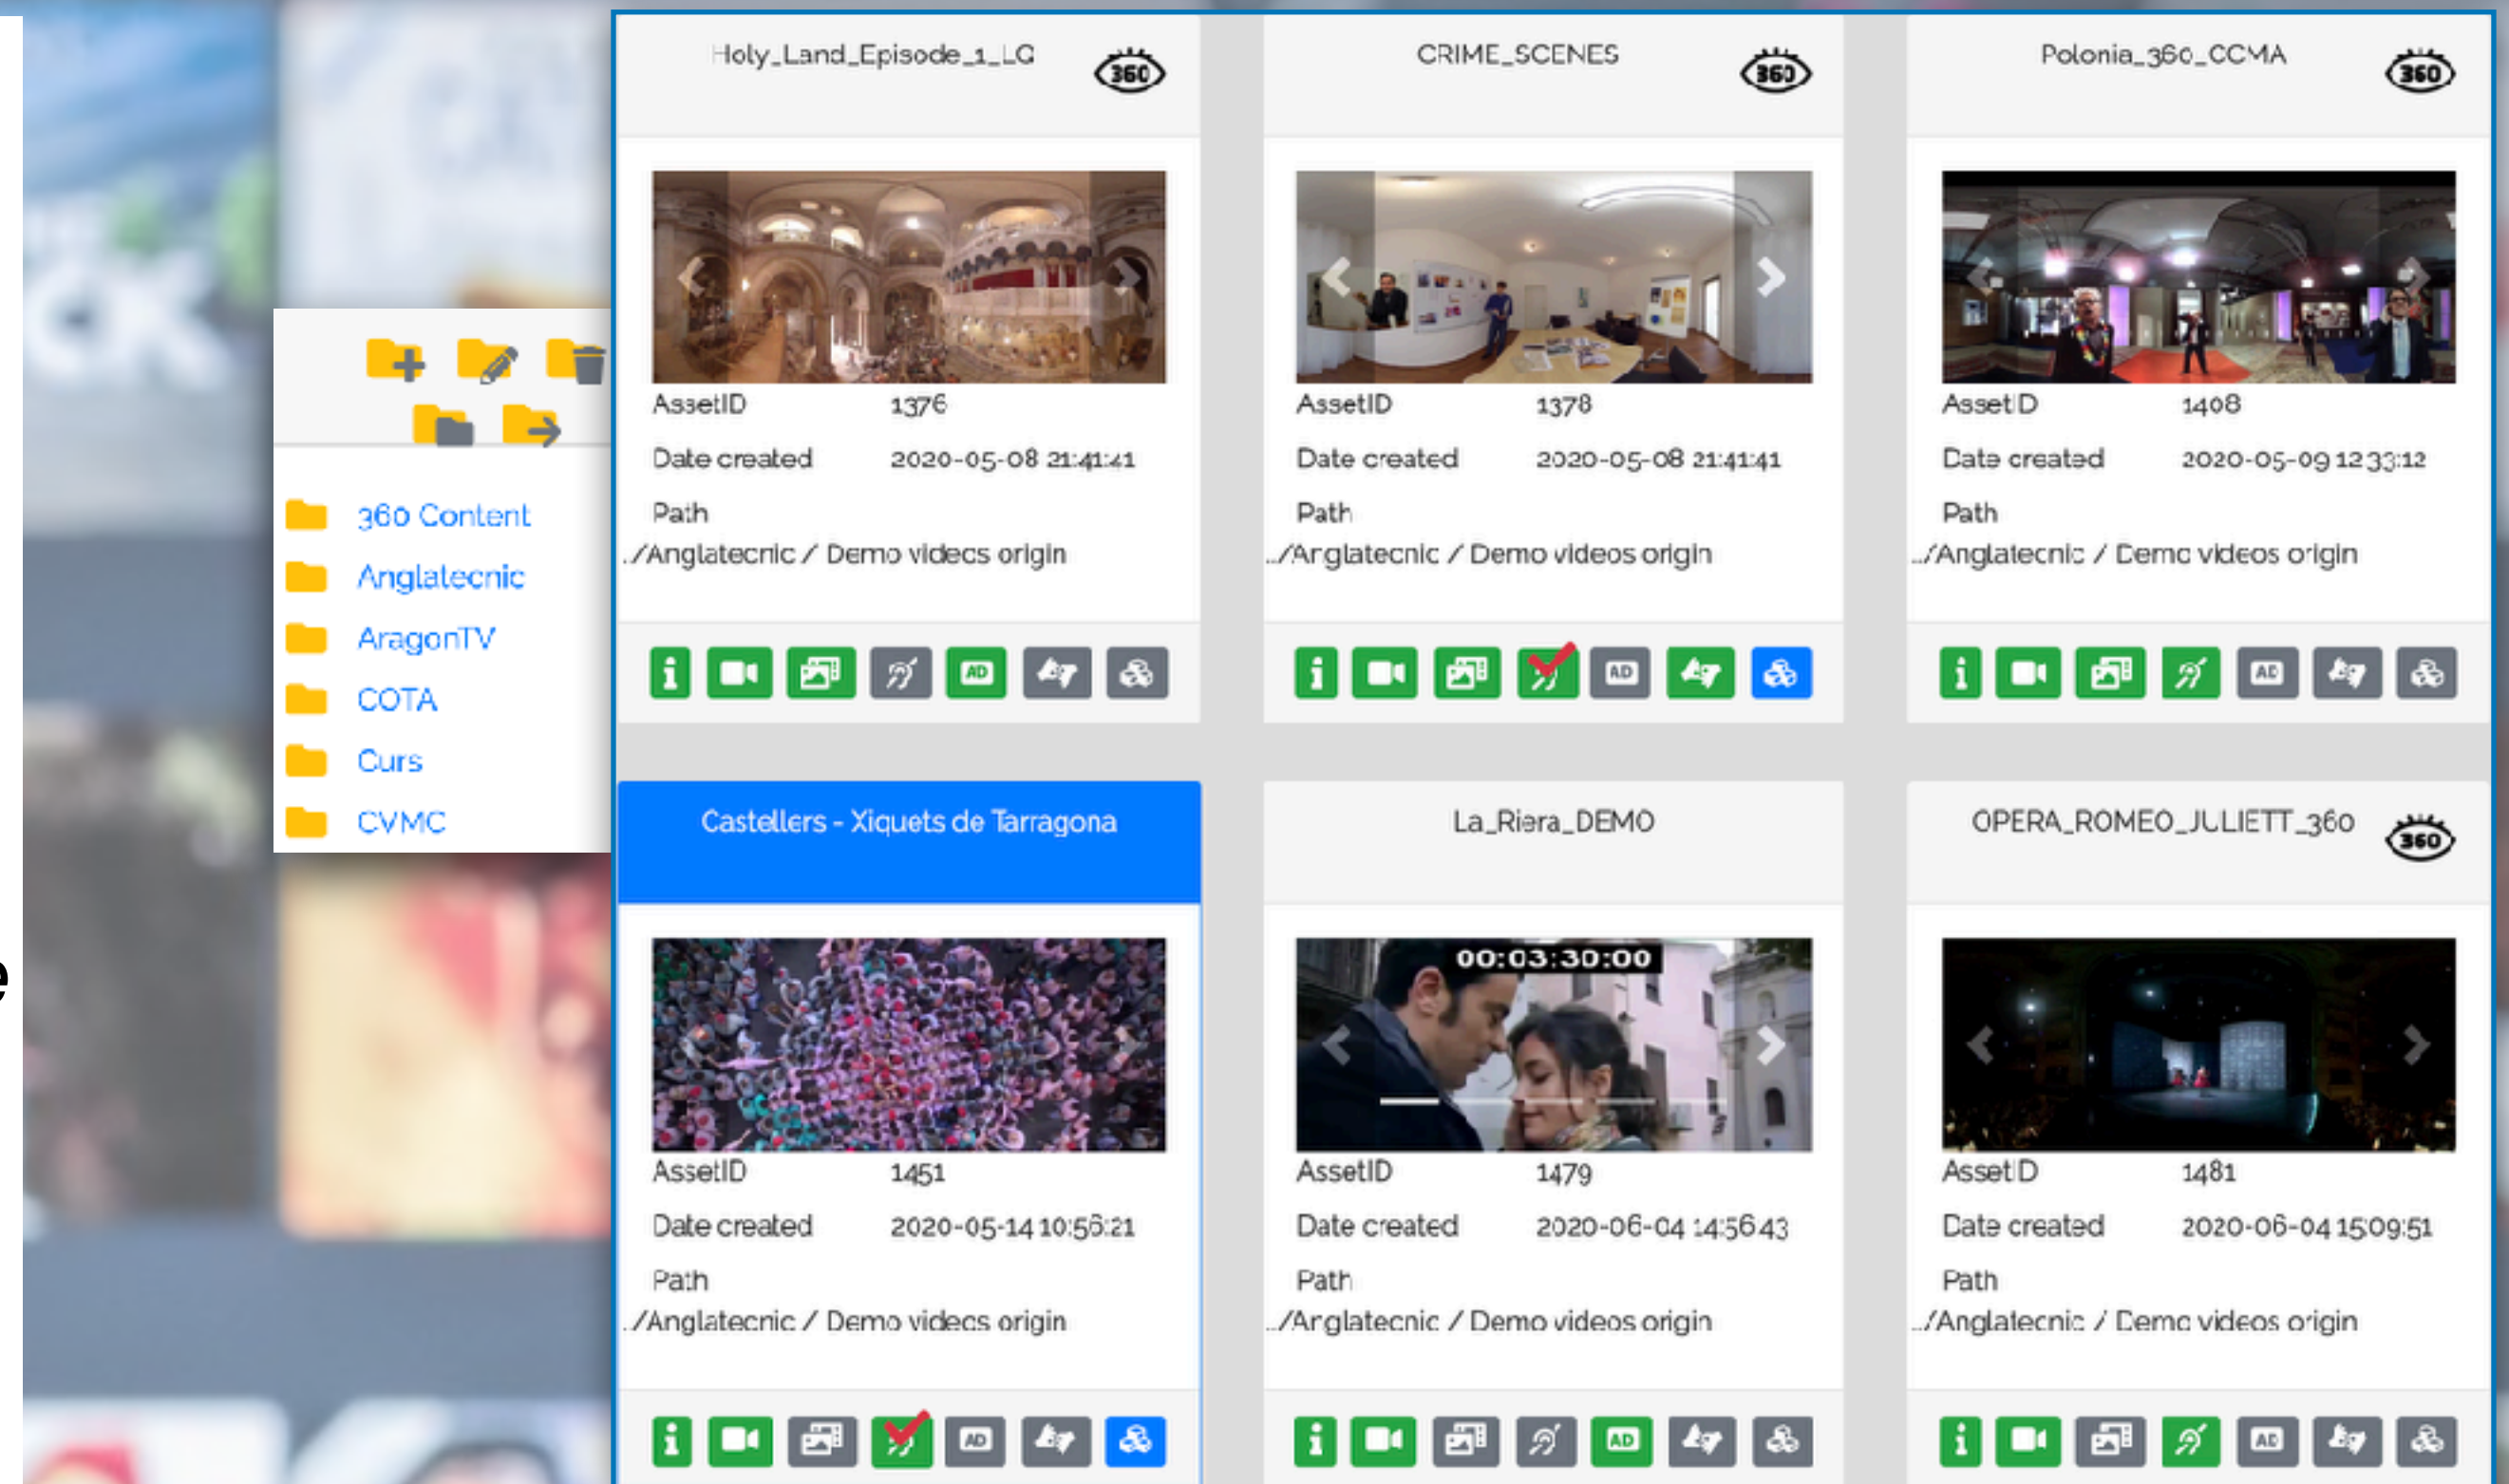 360 Content
Anglatecnic
AragonTV
COTA
Curs
CVMC
Holy_Land_Episode_1_LQ
360
AssetID 1376
Date created 2020-05-08 21:41:41
Path
../Anglatecnic / Demo videos origin
AD
CRIME_SCENES
360
AssetID 1378
Date created 2020-05-08 21:41:41
Path
../Anglatecnic / Demo videos origin
AD
Polonia_360_CCMA
360
AssetID 1408
Date created 2020-05-09 12:33:12
Path
../Anglatecnic / Demo videos origin
AD
Castellers - Xiquets de Tarragona
AssetID 1451
Date created 2020-05-14 10:56:21
Path
../Anglatecnic / Demo videos origin
AD
La_Riera_DEMO
00:03:30:00
AssetID 1479
Date created 2020-06-04 14:56:43
Path
../Anglatecnic / Demo videos origin
AD
OPERA_ROMEO_JULIETT_360
360
AssetID 1481
Date created 2020-06-04 15:09:51
Path
../Anglatecnic / Demo videos origin
AD